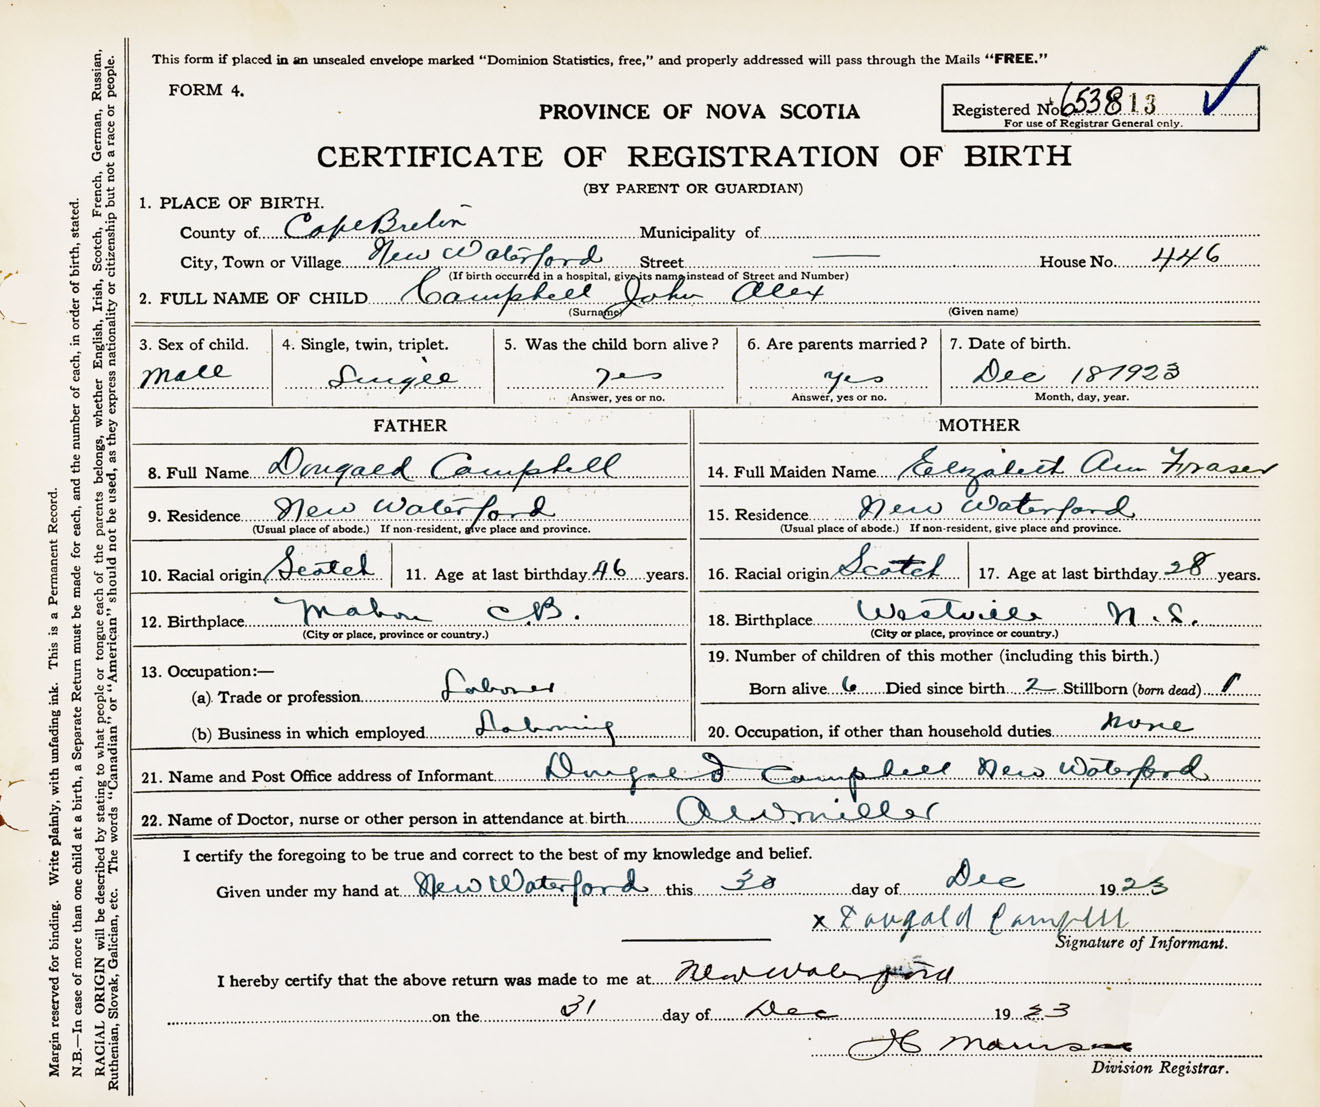 This form if placed in an unsealed envelope marked "Dominion Statistics, free," and properly addressed will pass through the Mails "FREE."
FORM 4.
PROVINCE OF NOVA SCOTIA
Registered No. 653813
For use of Registrar General only.
CERTIFICATE OF REGISTRATION OF BIRTH
(BY PARENT OR GUARDIAN)
1. PLACE OF BIRTH.
County of Cape Breton Municipality of
City, Town or Village New Waterford Street — House No. 446
(If birth occurred in a hospital, give its name instead of Street and Number)
2. FULL NAME OF CHILD Campbell John Alex
(Surname) (Given name)
3. Sex of child. 4. Single, twin, triplet. 5. Was the child born alive? 6. Are parents married? 7. Date of birth.
Male Single Yes Yes Dec 18 1923
Answer, yes or no. Answer, yes or no. Month, day, year.
FATHER MOTHER
8. Full Name Dougald Campbell 14. Full Maiden Name Elizabeth Ann Fraser
9. Residence New Waterford 15. Residence New Waterford
(Usual place of abode.) If non-resident, give place and province. (Usual place of abode.) If non-resident, give place and province.
10. Racial origin Scotch 11. Age at last birthday 46 years. 16. Racial origin Scotch 17. Age at last birthday 28 years.
12. Birthplace Mabou C.B. 18. Birthplace Westville N.S.
(City or place, province or country.) (City or place, province or country.)
13. Occupation:— 19. Number of children of this mother (including this birth.)
(a) Trade or profession Laborer Born alive 6 Died since birth 2 Stillborn (born dead) 1
(b) Business in which employed Laboring 20. Occupation, if other than household duties none
21. Name and Post Office address of Informant Dougald Campbell New Waterford
22. Name of Doctor, nurse or other person in attendance at birth A W Miller
I certify the foregoing to be true and correct to the best of my knowledge and belief.
Given under my hand at New Waterford this 30 day of Dec 1923
x Dougald Campbell
Signature of Informant.
I hereby certify that the above return was made to me at New Waterford
on the 31 day of Dec 1923
Division Registrar.
Margin reserved for binding. Write plainly, with unfading ink. This is a Permanent Record.
N.B.—In case of more than one child at a birth, a Separate Return must be made for each, and the number of each, in order of birth, stated.
RACIAL ORIGIN will be described by stating to what people or tongue each of the parents belongs, whether English, Irish, Scotch, French, German, Russian,
Ruthenian, Slovak, Galician, etc. The words "Canadian" or "American" should not be used, as they express nationality or citizenship but not a race or people.